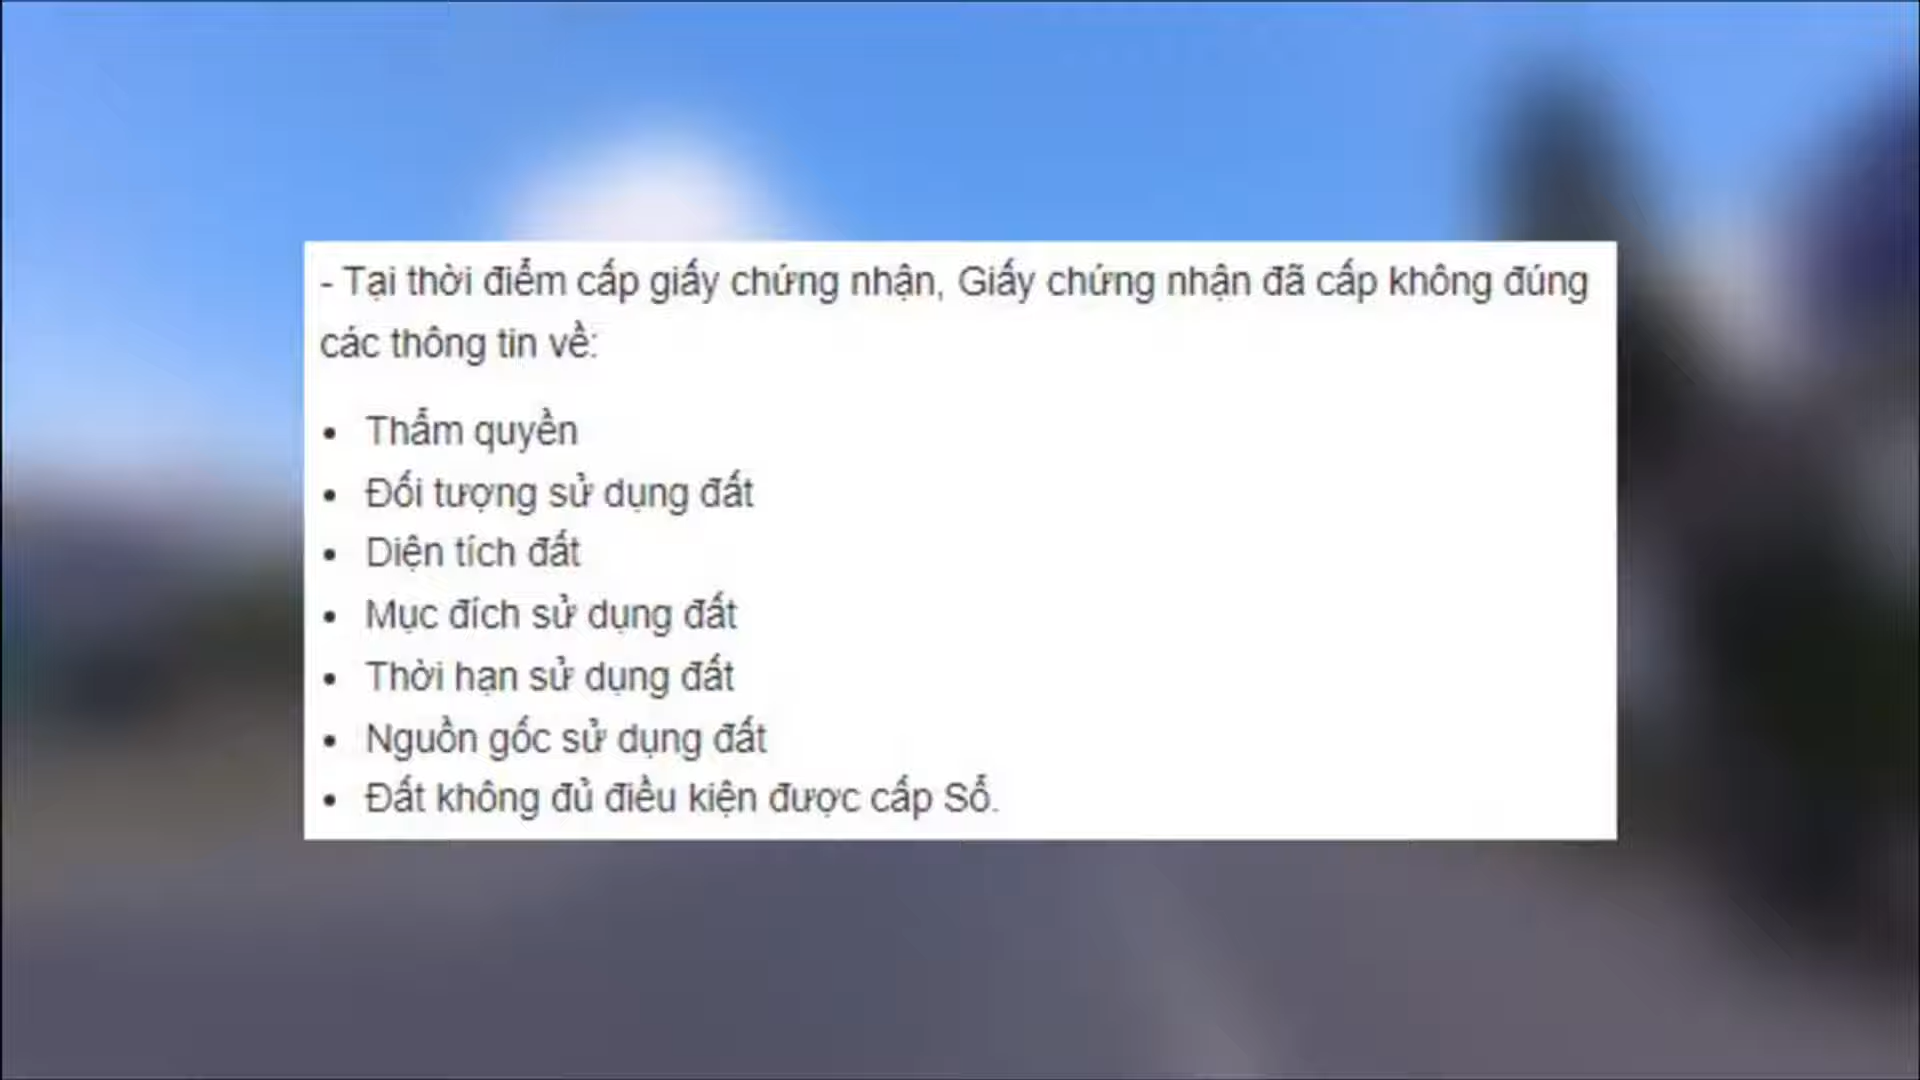 - Tại thời điểm cấp giấy chứng nhận, Giấy chứng nhận đã cấp không đúng
các thông tin về:
• Thẩm quyền
• Đối tượng sử dụng đất
• Diện tích đất
• Mục đích sử dụng đất
• Thời hạn sử dụng đất
• Nguồn gốc sử dụng đất
• Đất không đủ điều kiện được cấp Sổ.